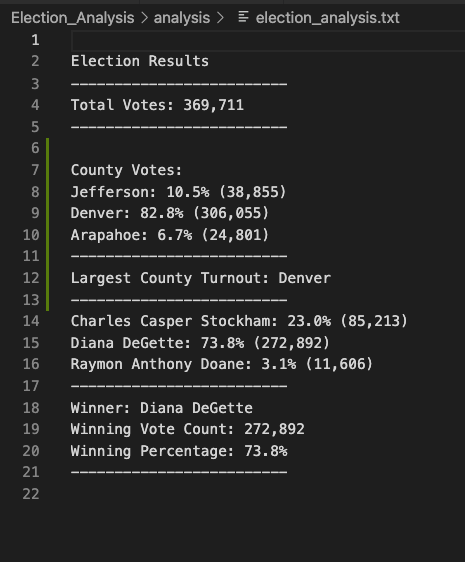 Election_Analysis > analysis > election_analysis.txt
1
2 Election Results
3 -------------------------
4 Total Votes: 369,711
5 -------------------------
6
7 County Votes:
8 Jefferson: 10.5% (38,855)
9 Denver: 82.8% (306,055)
10 Arapahoe: 6.7% (24,801)
11 -------------------------
12 Largest County Turnout: Denver
13 -------------------------
14 Charles Casper Stockham: 23.0% (85,213)
15 Diana DeGette: 73.8% (272,892)
16 Raymon Anthony Doane: 3.1% (11,606)
17 -------------------------
18 Winner: Diana DeGette
19 Winning Vote Count: 272,892
20 Winning Percentage: 73.8%
21 -------------------------
22